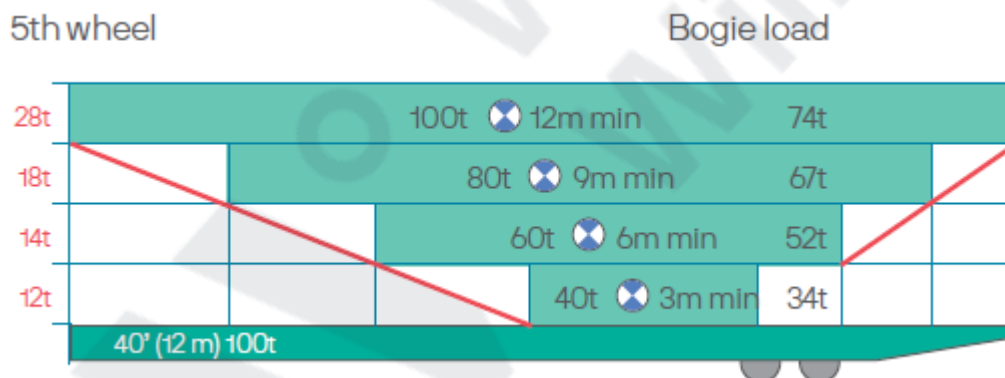 5th wheel Bogie load
28t 100t 12m min 74t
18t 80t 9m min 67t
14t 60t 6m min 52t
12t 40t 3m min 34t
40' (12 m) 100t